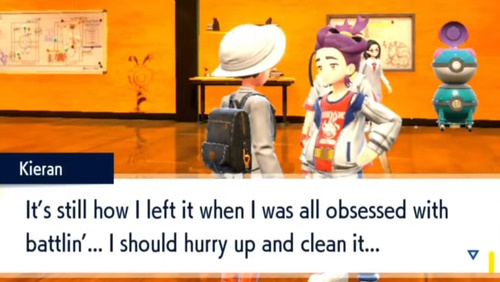 Kieran
It's still how I left it when I was all obsessed with
battlin'... I should hurry up and clean it...